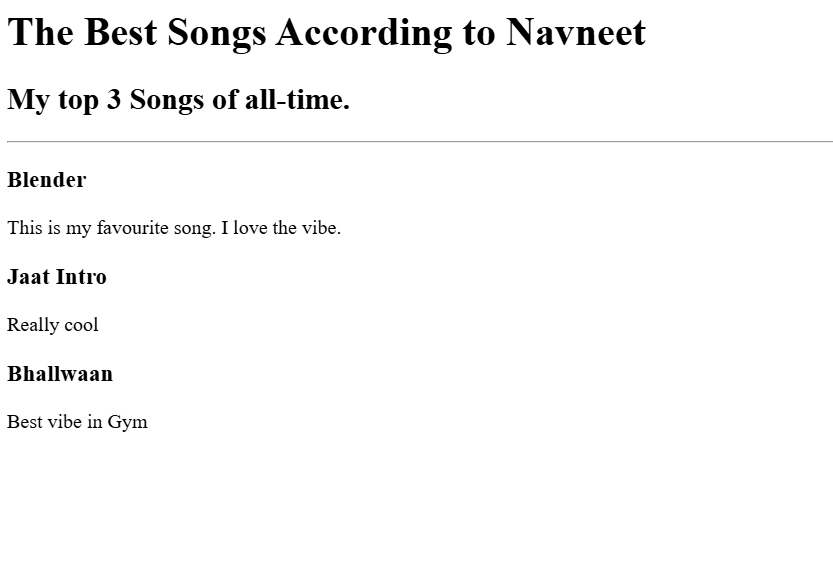 The Best Songs According to Navneet
My top 3 Songs of all-time.
Blender
This is my favourite song. I love the vibe.
Jaat Intro
Really cool
Bhallwaan
Best vibe in Gym